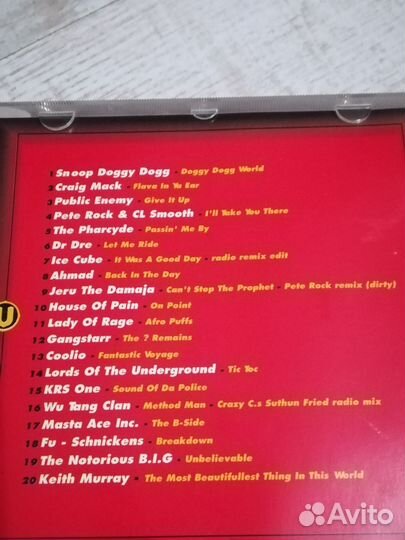 1 Snoop Doggy Dogg - Doggy Dogg World
2 Craig Mack - Flava In Ya Ear
3 Public Enemy - Give It Up
4 Pete Rock & CL Smooth - I'll Take You There
5 The Pharcyde - Passin' Me By
6 Dr Dre - Let Me Ride
7 Ice Cube - It Was A Good Day - radio remix edit
8 Ahmad - Back In The Day
9 Jeru The Damaja - Can't Stop The Prophet - Pete Rock remix (dirty)
10 House Of Pain - On Point
11 Lady Of Rage - Afro Puffs
12 Gangstarr - The ? Remains
13 Coolio - Fantastic Voyage
14 Lords Of The Underground - Tic Toc
15 KRS One - Sound Of Da Police
16 Wu Tang Clan - Method Man - Crazy C.s Suthun Fried radio mix
17 Masta Ace Inc. - The B-Side
18 Fu - Schnickens - Breakdown
19 The Notorious B.I.G - Unbelievable
20 Keith Murray - The Most Beautifullest Thing In This World
U
Avito